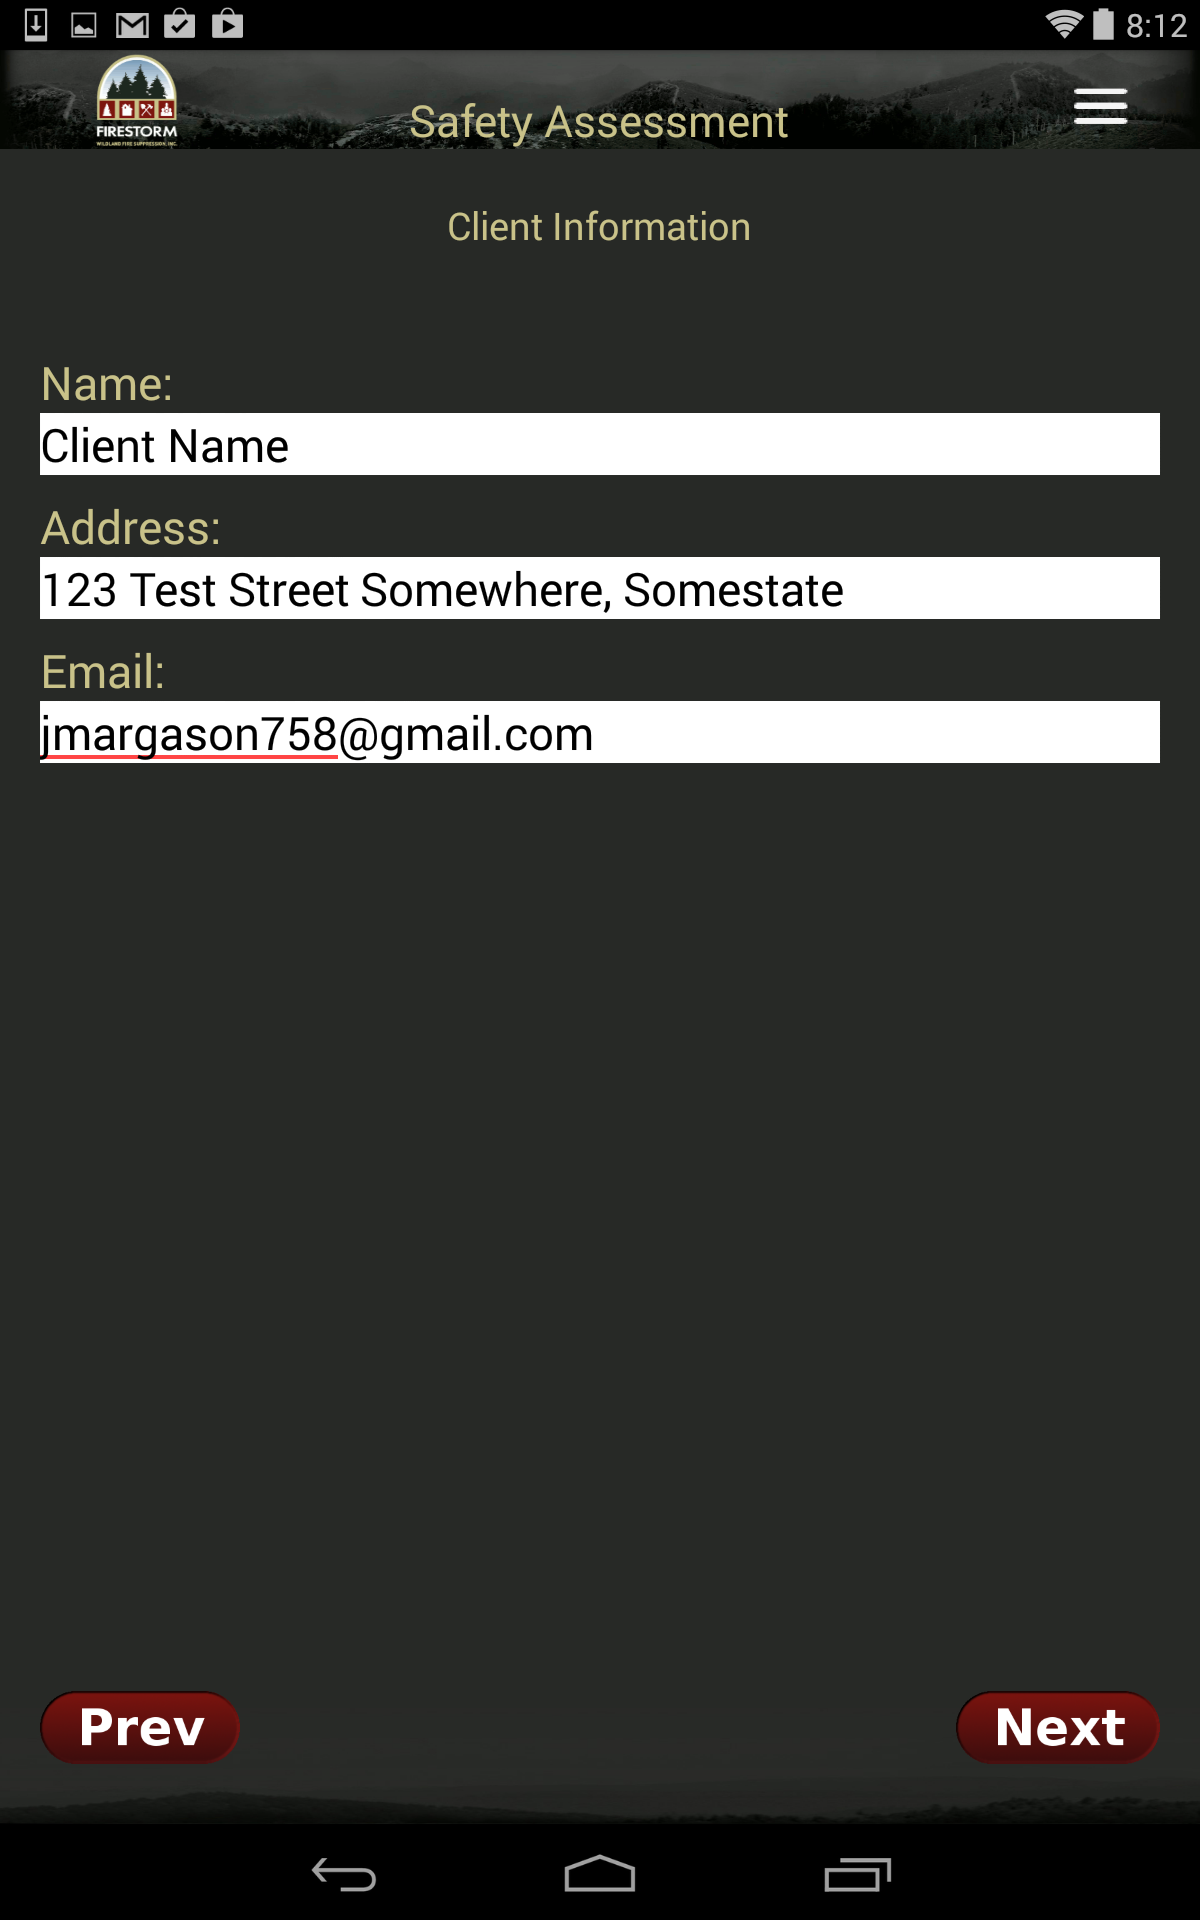 8:12
FIRESTORM
WILDLAND FIRE SUPPRESSION, INC.
Safety Assessment
Client Information
Name:
Client Name
Address:
123 Test Street Somewhere, Somestate
Email:
jmargason758@gmail.com
Prev
Next